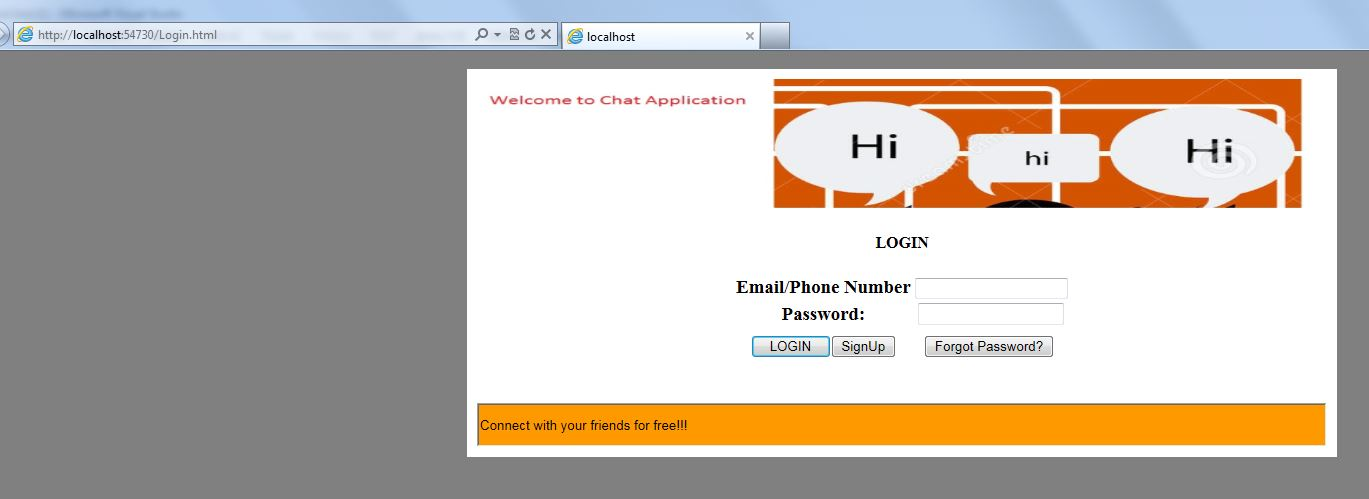 http://localhost:54730/Login.html
localhost
Welcome to Chat Application
Hi
hi
Hi
LOGIN
Email/Phone Number
Password:
LOGIN SignUp Forgot Password?
Connect with your friends for free!!!